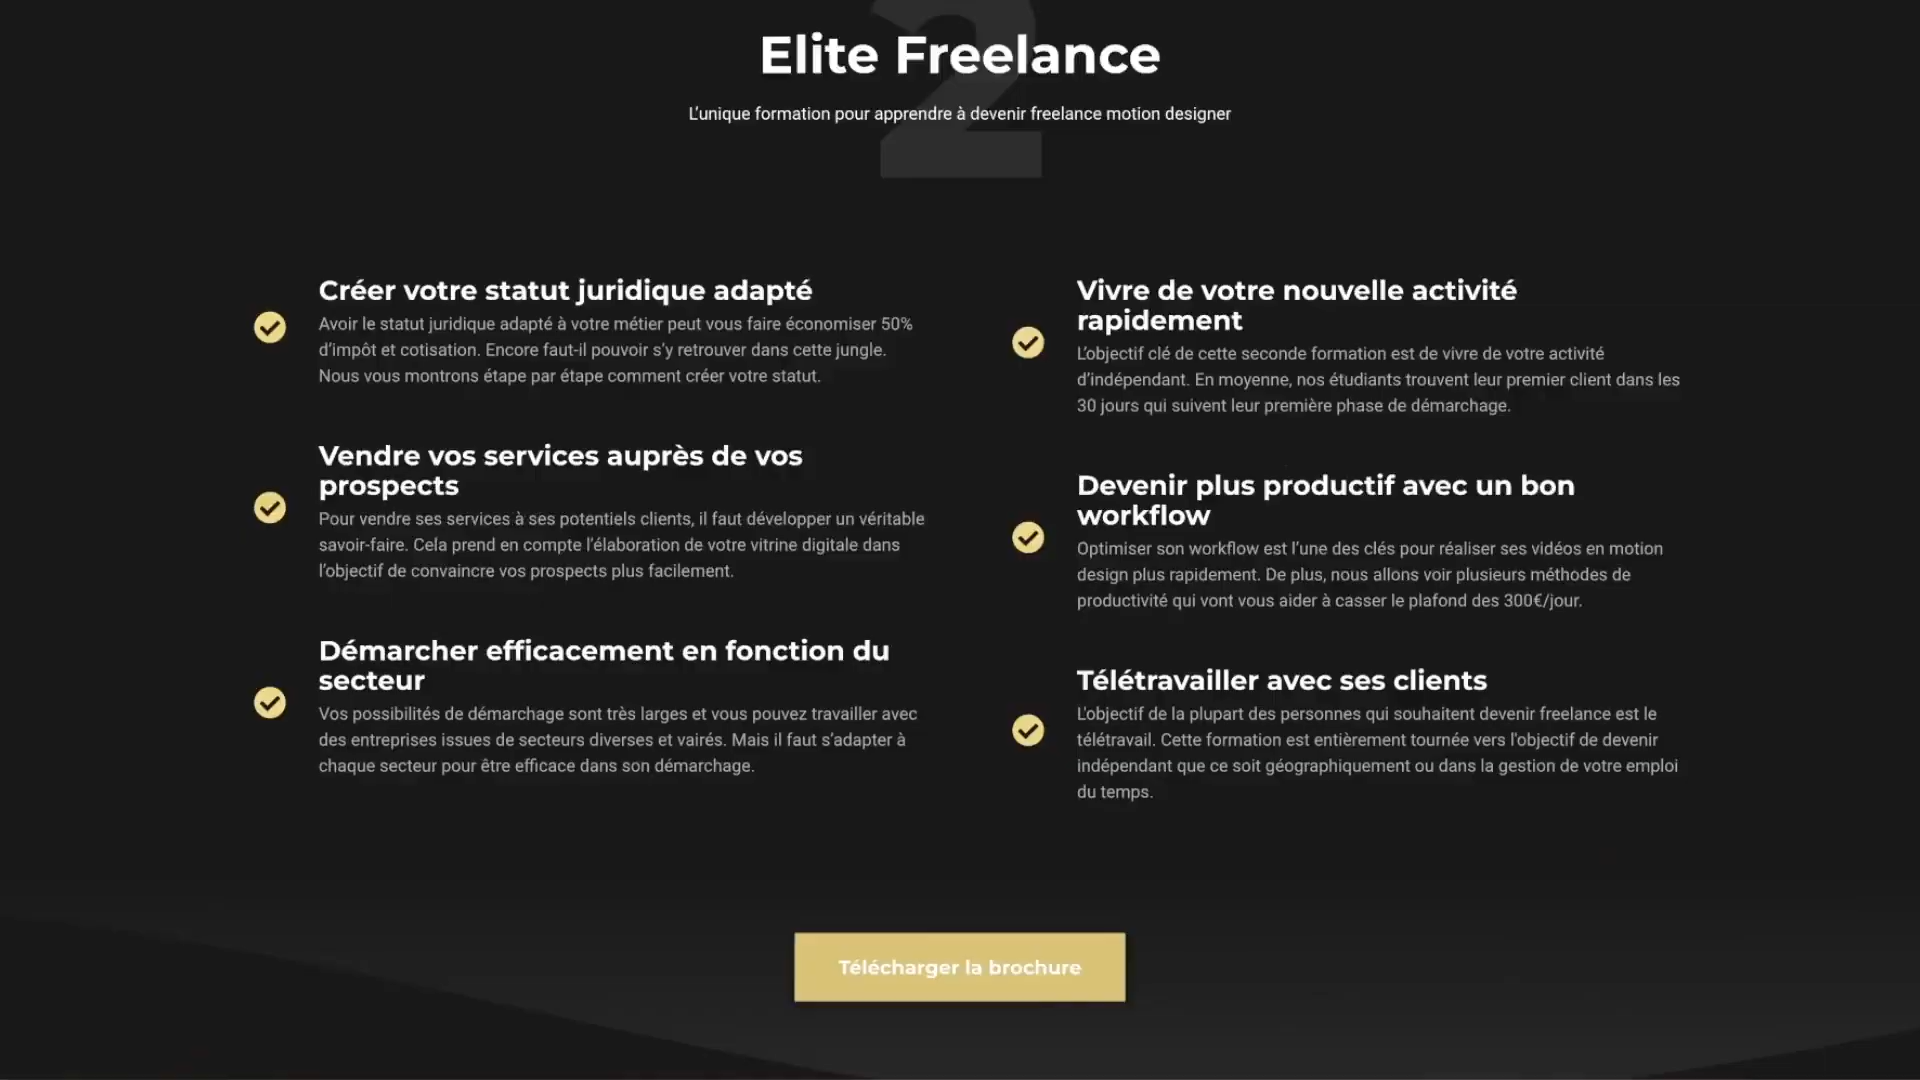 2
Elite Freelance
L’unique formation pour apprendre à devenir freelance motion designer
Créer votre statut juridique adapté
Avoir le statut juridique adapté à votre métier peut vous faire économiser 50%
d’impôt et cotisation. Encore faut-il pouvoir s’y retrouver dans cette jungle.
Nous vous montrons étape par étape comment créer votre statut.
Vendre vos services auprès de vos
prospects
Pour vendre ses services à ses potentiels clients, il faut développer un véritable
savoir-faire. Cela prend en compte l’élaboration de votre vitrine digitale dans
l’objectif de convaincre vos prospects plus facilement.
Démarcher efficacement en fonction du
secteur
Vos possibilités de démarchage sont très larges et vous pouvez travailler avec
des entreprises issues de secteurs diverses et vairés. Mais il faut s’adapter à
chaque secteur pour être efficace dans son démarchage.
Vivre de votre nouvelle activité
rapidement
L’objectif clé de cette seconde formation est de vivre de votre activité
d’indépendant. En moyenne, nos étudiants trouvent leur premier client dans les
30 jours qui suivent leur première phase de démarchage.
Devenir plus productif avec un bon
workflow
Optimiser son workflow est l’une des clés pour réaliser ses vidéos en motion
design plus rapidement. De plus, nous allons voir plusieurs méthodes de
productivité qui vont vous aider à casser le plafond des 300€/jour.
Télétravailler avec ses clients
L’objectif de la plupart des personnes qui souhaitent devenir freelance est le
télétravail. Cette formation est entièrement tournée vers l’objectif de devenir
indépendant que ce soit géographiquement ou dans la gestion de votre emploi
du temps.
Télécharger la brochure